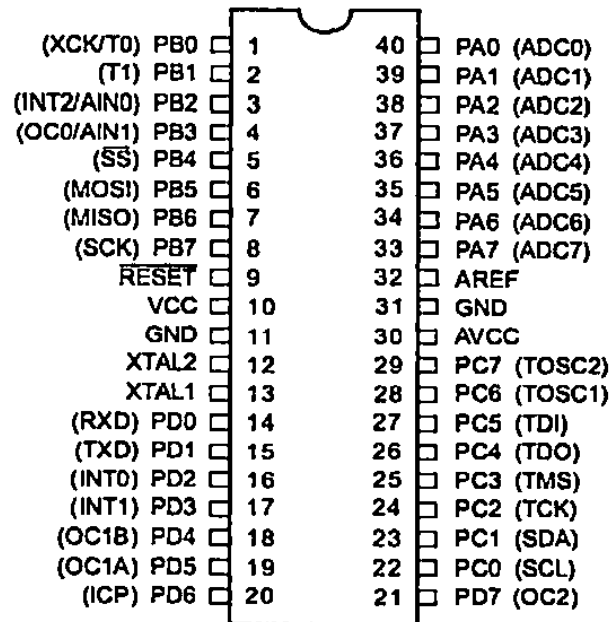 (XCK/T0) PB0 1 40 PA0 (ADC0)
(T1) PB1 2 39 PA1 (ADC1)
(INT2/AIN0) PB2 3 38 PA2 (ADC2)
(OC0/AIN1) PB3 4 37 PA3 (ADC3)
(S̅S̅) PB4 5 36 PA4 (ADC4)
(MOSI) PB5 6 35 PA5 (ADC5)
(MISO) PB6 7 34 PA6 (ADC6)
(SCK) PB7 8 33 PA7 (ADC7)
R̅E̅S̅E̅T̅ 9 32 AREF
VCC 10 31 GND
GND 11 30 AVCC
XTAL2 12 29 PC7 (TOSC2)
XTAL1 13 28 PC6 (TOSC1)
(RXD) PD0 14 27 PC5 (TDI)
(TXD) PD1 15 26 PC4 (TDO)
(INT0) PD2 16 25 PC3 (TMS)
(INT1) PD3 17 24 PC2 (TCK)
(OC1B) PD4 18 23 PC1 (SDA)
(OC1A) PD5 19 22 PC0 (SCL)
(ICP) PD6 20 21 PD7 (OC2)